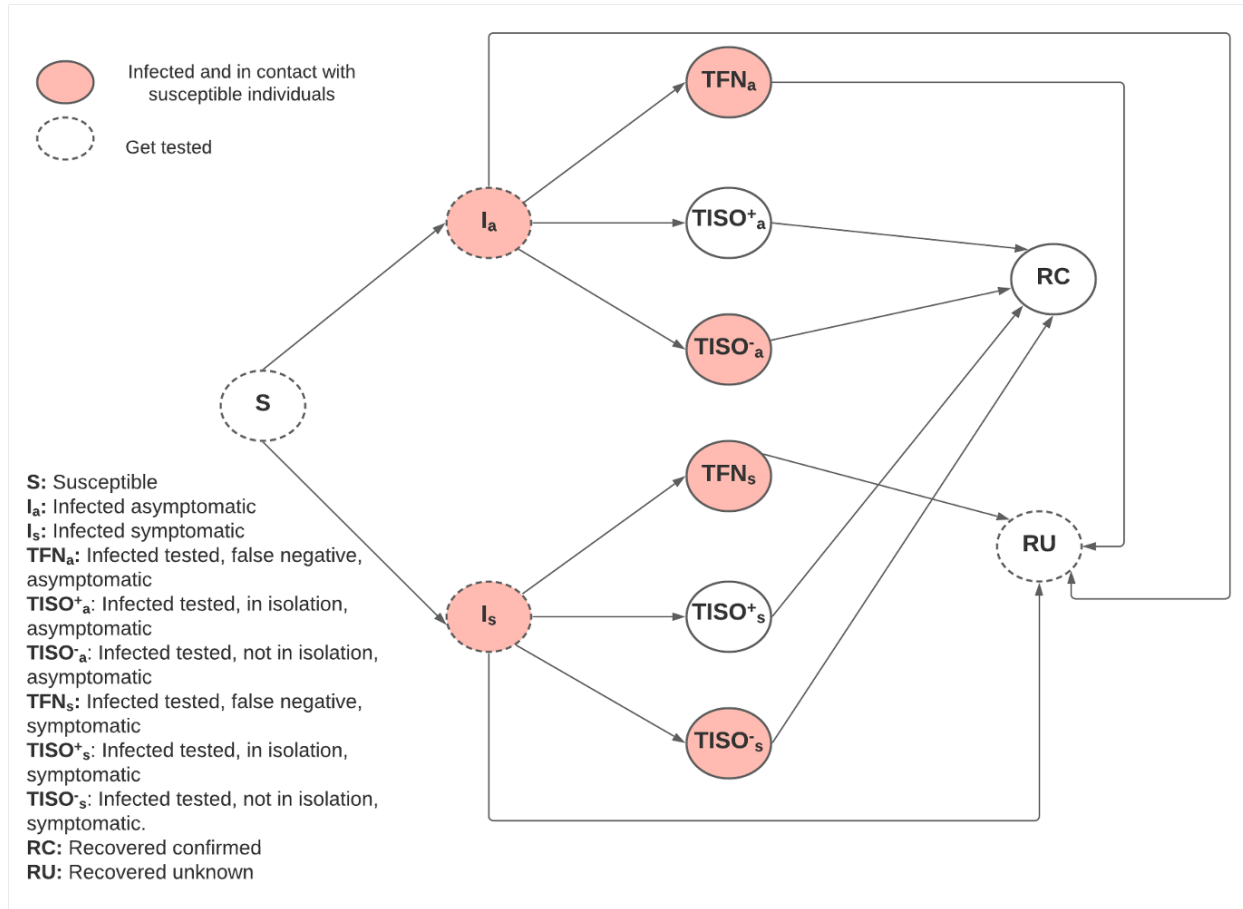 Infected and in contact with
susceptible individuals
Get tested
TFNₐ
Iₐ
TISO⁺ₐ
RC
TISO⁻ₐ
S
TFNₛ
RU
Iₛ
TISO⁺ₛ
TISO⁻ₛ
S: Susceptible
Iₐ: Infected asymptomatic
Iₛ: Infected symptomatic
TFNₐ: Infected tested, false negative,
asymptomatic
TISO⁺ₐ: Infected tested, in isolation,
asymptomatic
TISO⁻ₐ: Infected tested, not in isolation,
asymptomatic
TFNₛ: Infected tested, false negative,
symptomatic
TISO⁺ₛ: Infected tested, in isolation,
symptomatic
TISO⁻ₛ: Infected tested, not in isolation,
symptomatic.
RC: Recovered confirmed
RU: Recovered unknown